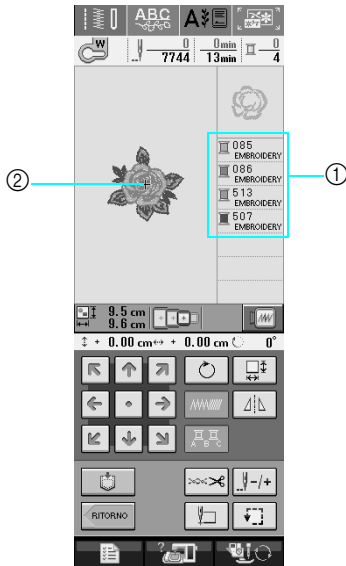 ABC A
W 0 7744 0min 13min 0 4
085
EMBROIDERY
①
086
EMBROIDERY
②
513
EMBROIDERY
507
EMBROIDERY
9.5 cm
9.6 cm
+ 0.00 cm + 0.00 cm 0°
A B C
-/+
RITORNO
?